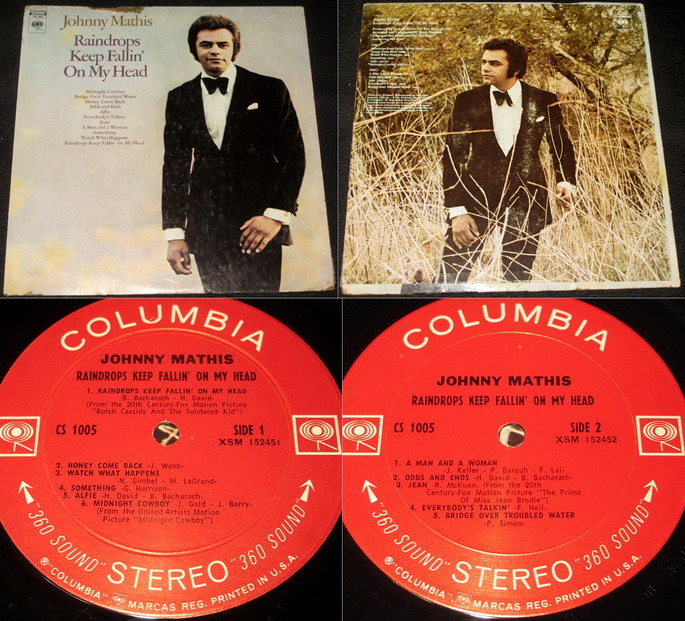 Johnny Mathis
Raindrops
Keep Fallin'
On My Head
Midnight Cowboy
Bridge Over Troubled Water
Honey Come Back
Odds and Ends
Alfie
Everybody's Talkin'
Jean
A Man and a Woman
Something
Watch What Happens
Raindrops Keep Fallin' on My Head
COLUMBIA
JOHNNY MATHIS
RAINDROPS KEEP FALLIN' ON MY HEAD
1. RAINDROPS KEEP FALLIN' ON MY HEAD
-B. Bacharach - H. David-
(From the 20th Century-Fox Motion Picture
"Butch Cassidy And The Sundance Kid")
CS 1005
SIDE 1
XSM 152451
2. HONEY COME BACK -J. Webb-
3. WATCH WHAT HAPPENS
-N. Gimbel - M. LeGrand-
4. SOMETHING -G. Harrison-
5. ALFIE -H. David - B. Bacharach-
6. MIDNIGHT COWBOY -J. Gold - J. Barry-
(From the United Artists Motion
Picture "Midnight Cowboy")
"360 SOUND" STEREO "360 SOUND"
® "COLUMBIA" MARCAS REG. PRINTED IN U.S.A.
COLUMBIA
JOHNNY MATHIS
RAINDROPS KEEP FALLIN' ON MY HEAD
CS 1005
SIDE 2
XSM 152452
1. A MAN AND A WOMAN
-J. Keller - P. Barouh - F. Lai-
2. ODDS AND ENDS -H. David - B. Bacharach-
3. JEAN -R. McKuen- (From the 20th
Century-Fox Motion Picture "The Prime
Of Miss Jean Brodie")
4. EVERYBODY'S TALKIN' -F. Neil-
5. BRIDGE OVER TROUBLED WATER
-P. Simon-
"360 SOUND" STEREO "360 SOUND"
® "COLUMBIA" MARCAS REG. PRINTED IN U.S.A.